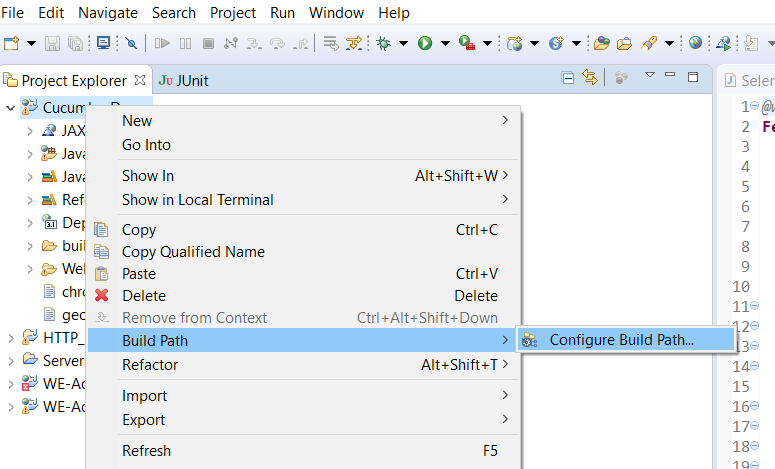 File Edit Navigate Search Project Run Window Help
Project Explorer JUnit
Cucumber
JAX
Java
Java
Refe
Dep
buil
Wel
chro
geo
HTTP_
Servers
WE-Ac
WE-Ac
New
Go Into
Show In Alt+Shift+W
Show in Local Terminal
Copy Ctrl+C
Copy Qualified Name
Paste Ctrl+V
Delete Delete
Remove from Context Ctrl+Alt+Shift+Down
Build Path
Refactor Alt+Shift+T
Import
Export
Refresh F5
Configure Build Path...
Selen
1 @w
2 Fe
3
4
5
6
7
8
9
10
11
12
13
14
15
16
17
18
19